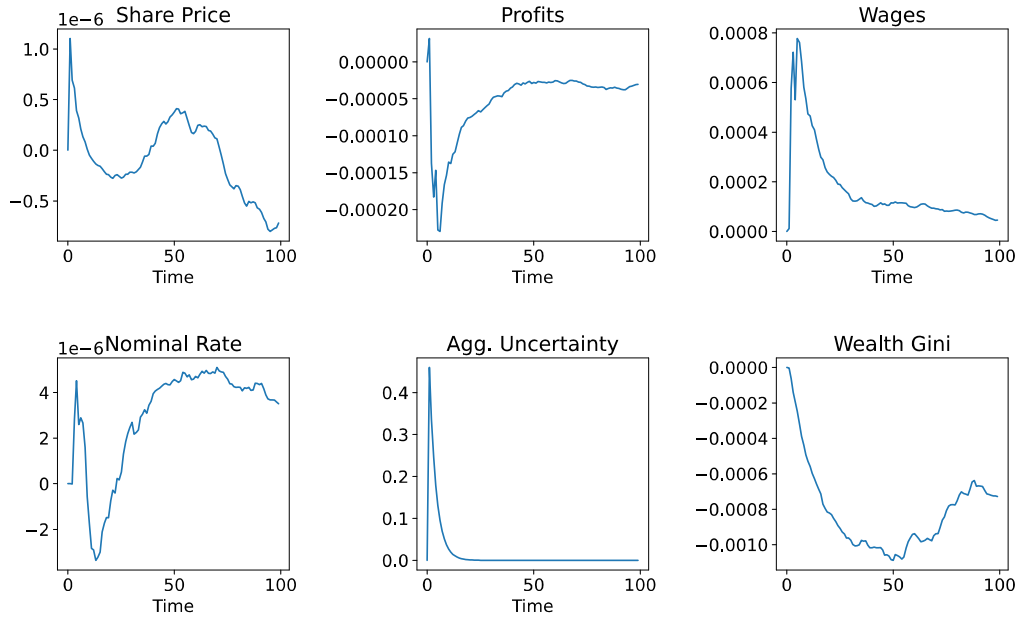 Share Price
1e−6
1.0
0.5
0.0
−0.5
0 50 100
Time
Profits
0.00000
−0.00005
−0.00010
−0.00015
−0.00020
0 50 100
Time
Wages
0.0008
0.0006
0.0004
0.0002
0.0000
0 50 100
Time
Nominal Rate
1e−6
4
2
0
−2
0 50 100
Time
Agg. Uncertainty
0.4
0.3
0.2
0.1
0.0
0 50 100
Time
Wealth Gini
0.0000
−0.0002
−0.0004
−0.0006
−0.0008
−0.0010
0 50 100
Time